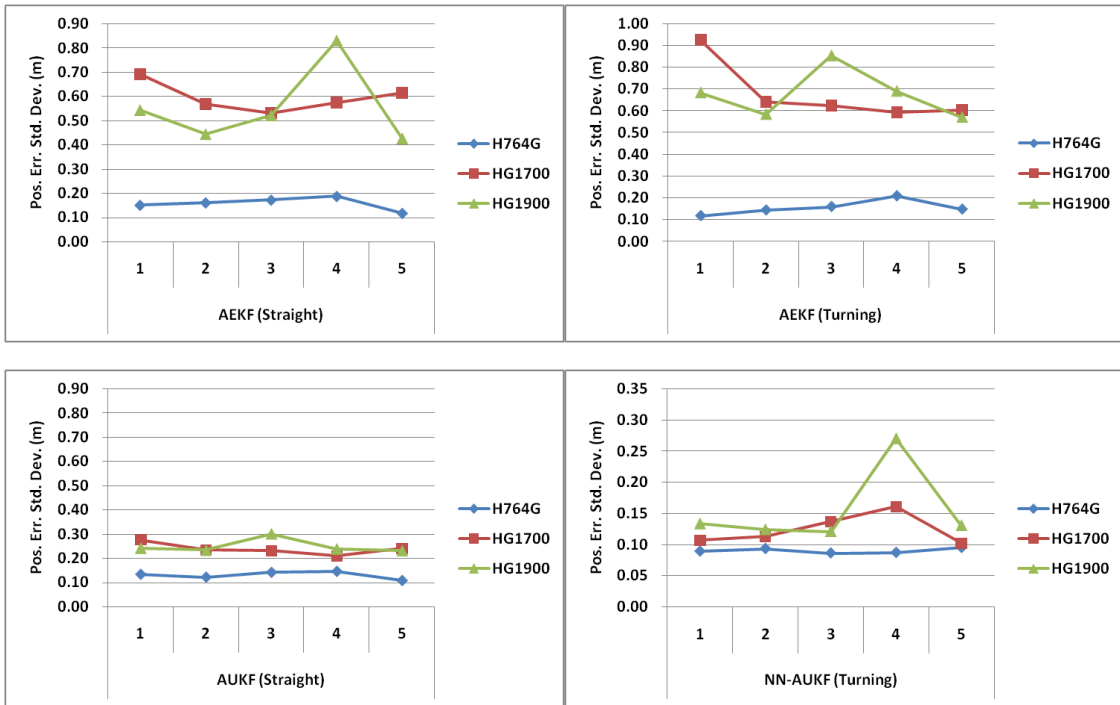 Pos. Err. Std. Dev. (m)
0.90
0.80
0.70
0.60
0.50
0.40
0.30
0.20
0.10
0.00
1 2 3 4 5
AEKF (Straight)
H764G
HG1700
HG1900
Pos. Err. Std. Dev. (m)
1.00
0.90
0.80
0.70
0.60
0.50
0.40
0.30
0.20
0.10
0.00
1 2 3 4 5
AEKF (Turning)
H764G
HG1700
HG1900
Pos. Err. Std. Dev. (m)
0.90
0.80
0.70
0.60
0.50
0.40
0.30
0.20
0.10
0.00
1 2 3 4 5
AUKF (Straight)
H764G
HG1700
HG1900
Pos. Err. Std. Dev. (m)
0.35
0.30
0.25
0.20
0.15
0.10
0.05
0.00
1 2 3 4 5
NN-AUKF (Turning)
H764G
HG1700
HG1900